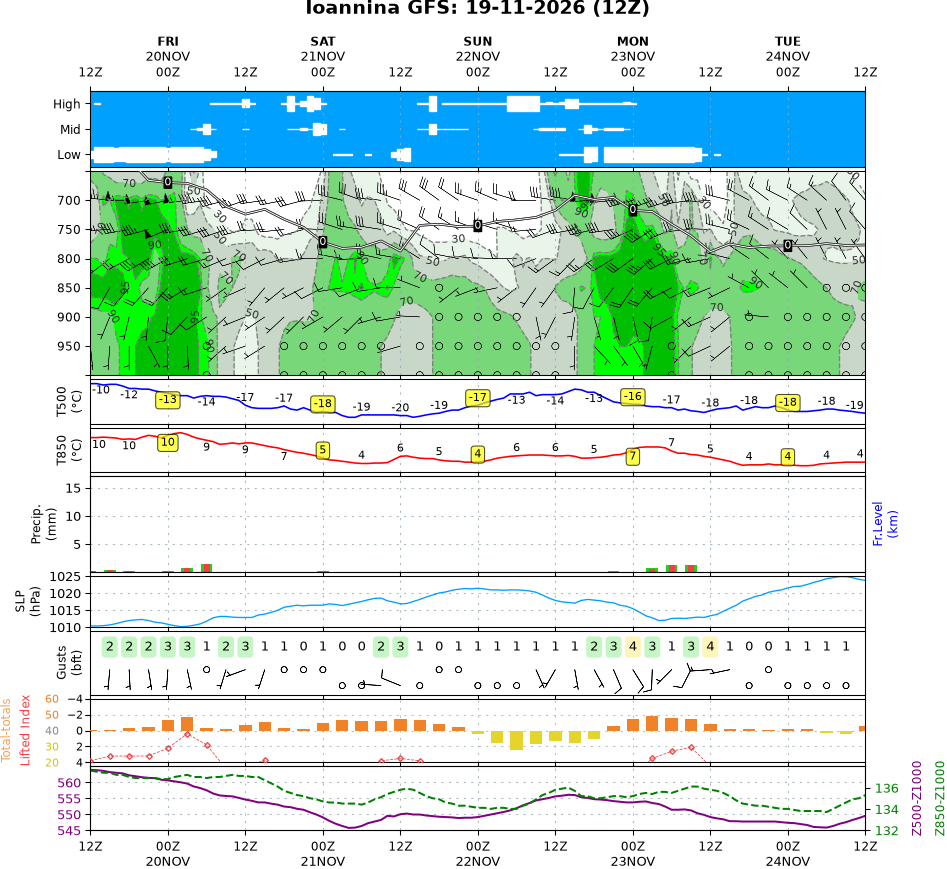 Ioannina GFS: 19-11-2026 (12Z)
FRI SAT SUN MON TUE
20NOV 21NOV 22NOV 23NOV 24NOV
12Z 00Z 12Z 00Z 12Z 00Z 12Z 00Z 12Z 00Z 12Z
High
Mid
Low
700
750
800
850
900
950
70 50 30 90 50 30 70
0 0 0 0 0
T500 (°C)
-10 -12 -13 -14 -17 -17 -18 -19 -20 -19 -17 -13 -14 -13 -16 -17 -18 -18 -18 -18 -19
T850 (°C)
10 10 10 9 9 7 5 4 6 5 4 6 6 5 7 7 5 4 4 4 4
Precip. (mm)
15
10
5
Fr.Level (km)
SLP (hPa)
1025
1020
1015
1010
Gusts (bft)
2 2 2 3 3 1 2 3 1 1 0 1 0 0 2 3 1 0 1 1 1 1 1 1 1 2 3 4 3 1 3 4 1 0 0 1 1 1 1
Total-totals
Lifted Index
60 −4
50 −2
40 0
30 2
20 4
560
555
550
545
136
134
132
Z500-Z1000
Z850-Z1000
12Z 00Z 12Z 00Z 12Z 00Z 12Z 00Z 12Z 00Z 12Z
20NOV 21NOV 22NOV 23NOV 24NOV